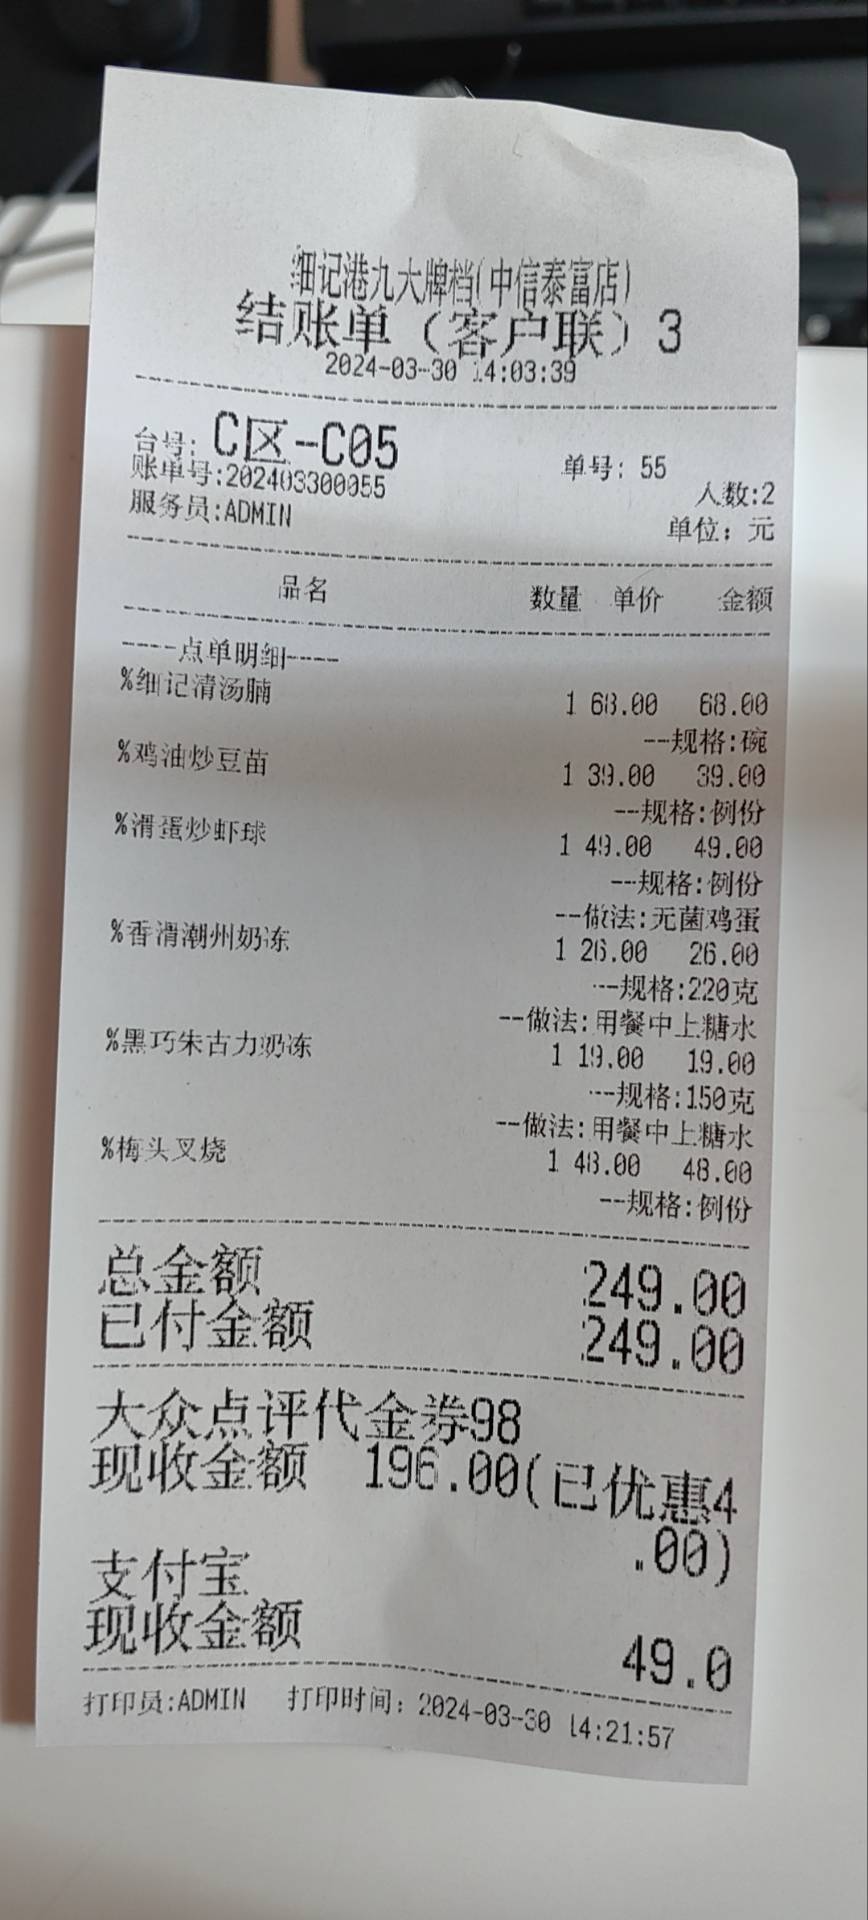 细记港九大牌档(中信泰富店)
结账单（客户联）3
2024-03-30 14:03:39
台号: C区-C05 单号: 55
账单号:202403300055 人数:2
服务员:ADMIN 单位: 元
品名 数量 单价 金额
----点单明细----
%细记清汤腩 1 68.00 68.00
--规格:碗
%鸡油炒豆苗 1 39.00 39.00
--规格:例份
%滑蛋炒虾球 1 49.00 49.00
--规格:例份
--做法:无菌鸡蛋
%香滑潮州奶冻 1 26.00 26.00
--规格:220克
--做法:用餐中上糖水
%黑巧朱古力奶冻 1 19.00 19.00
--规格:150克
--做法:用餐中上糖水
%梅头叉烧 1 48.00 48.00
--规格:例份
总金额 249.00
已付金额 249.00
大众点评代金券98
现收金额 196.00(已优惠4
.00)
支付宝
现收金额 49.0
打印员:ADMIN 打印时间: 2024-03-30 14:21:57